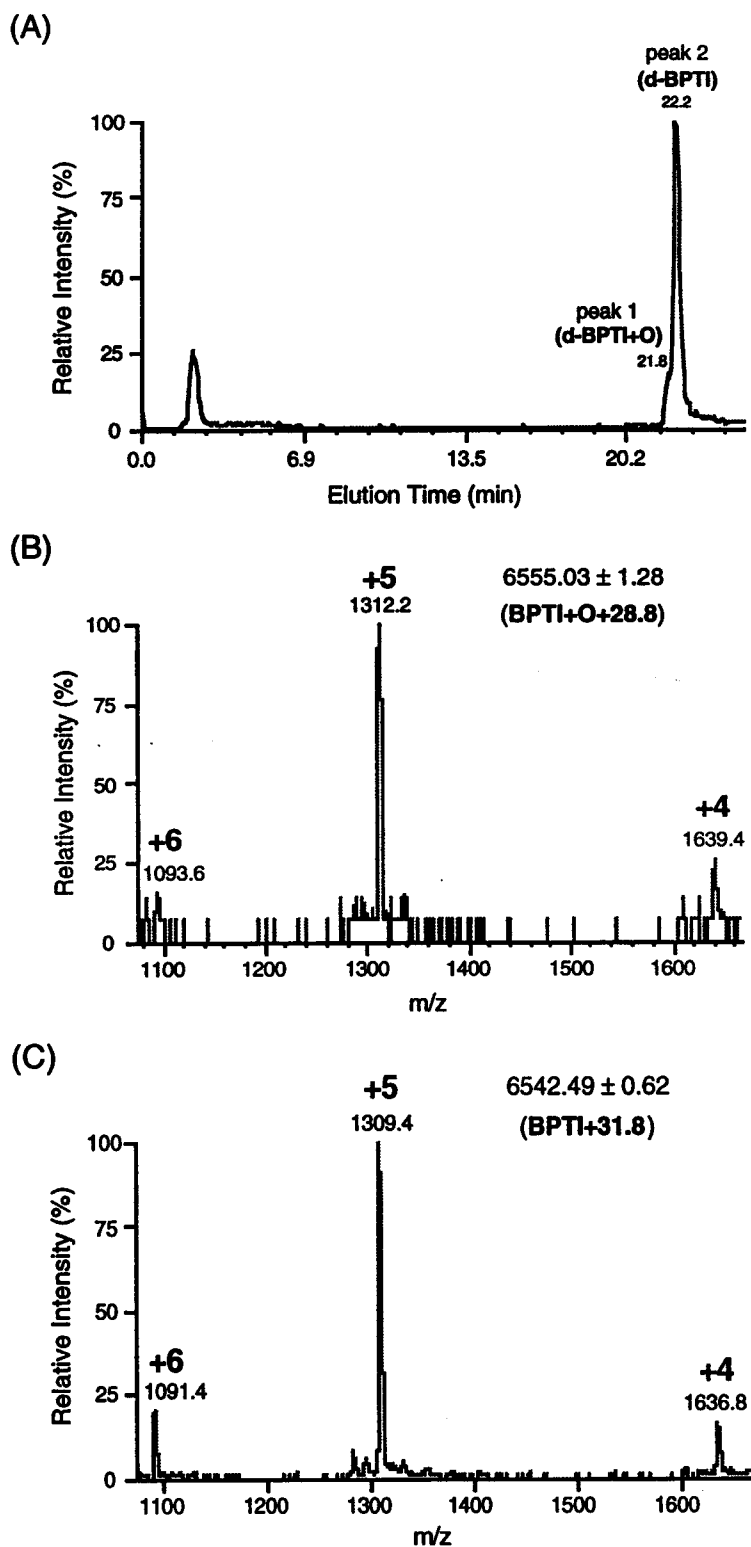 (A)
peak 2
(d-BPTI)
22.2
100
75
50
25
0
Relative Intensity (%)
peak 1
(d-BPTI+O)
21.8
0.0 6.9 13.5 20.2
Elution Time (min)
(B)
+5
1312.2
6555.03 ± 1.28
(BPTI+O+28.8)
100
75
50
25
0
Relative Intensity (%)
+6
1093.6
+4
1639.4
1100 1200 1300 1400 1500 1600
m/z
(C)
+5
1309.4
6542.49 ± 0.62
(BPTI+31.8)
100
75
50
25
0
Relative Intensity (%)
+6
1091.4
+4
1636.8
1100 1200 1300 1400 1500 1600
m/z